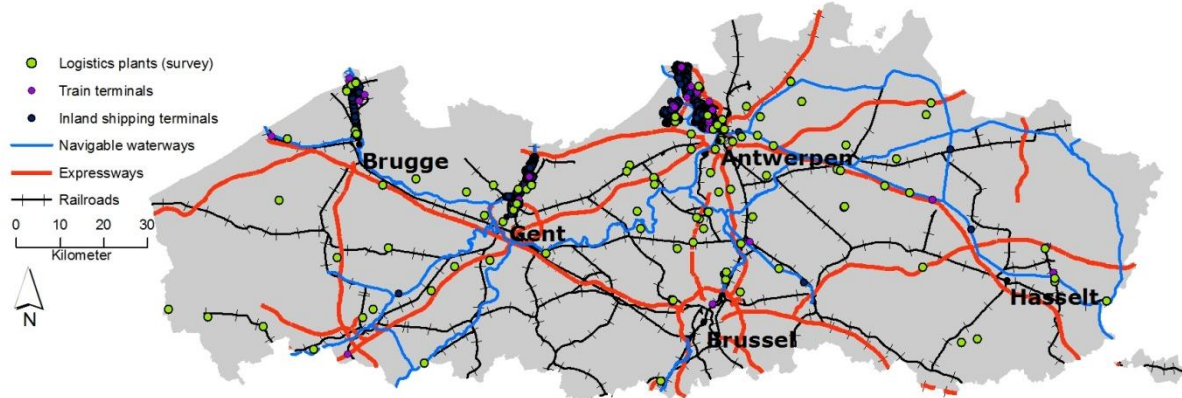 Logistics plants (survey)
Train terminals
Inland shipping terminals
Navigable waterways
Expressways
Railroads
0 10 20 30
Kilometer
N
Brugge
Antwerpen
Gent
Hasselt
Brussel